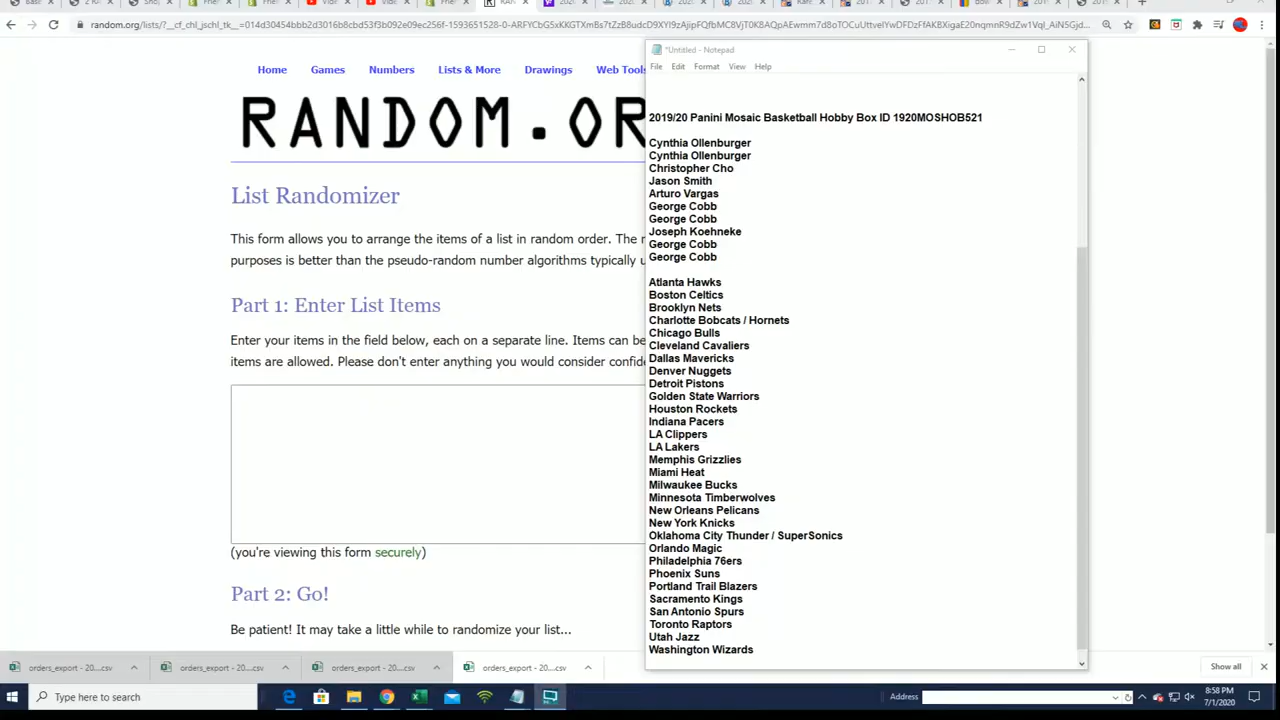 random.org/lists/?__cf_chl_jschl_tk__=014d30454bbb2d3016b8cbd53f3b092e09ec256f-1593651528-0-
Home Games Numbers Lists & More Drawings Web Tools
RANDOM.OR
List Randomizer
This form allows you to arrange the items of a list in random order. The
purposes is better than the pseudo-random number algorithms typically
Part 1: Enter List Items
Enter your items in the field below, each on a separate line. Items can be
items are allowed. Please don't enter anything you would consider
(you're viewing this form securely)
Part 2: Go!
Be patient! It may take a little while to randomize your list...
*Untitled - Notepad
File Edit Format View Help
2019/20 Panini Mosaic Basketball Hobby Box ID 1920MOSHOB521
Cynthia Ollenburger
Cynthia Ollenburger
Christopher Cho
Jason Smith
Arturo Vargas
George Cobb
George Cobb
Joseph Koehneke
George Cobb
George Cobb
Atlanta Hawks
Boston Celtics
Brooklyn Nets
Charlotte Bobcats / Hornets
Chicago Bulls
Cleveland Cavaliers
Dallas Mavericks
Denver Nuggets
Detroit Pistons
Golden State Warriors
Houston Rockets
Indiana Pacers
LA Clippers
LA Lakers
Memphis Grizzlies
Miami Heat
Milwaukee Bucks
Minnesota Timberwolves
New Orleans Pelicans
New York Knicks
Oklahoma City Thunder / SuperSonics
Orlando Magic
Philadelphia 76ers
Phoenix Suns
Portland Trail Blazers
Sacramento Kings
San Antonio Spurs
Toronto Raptors
Utah Jazz
Washington Wizards
orders_export - 20....csv orders_export - 20....csv orders_export - 20....csv orders_export - 20....csv Show all
Type here to search Address 8:58 PM
7/1/2020